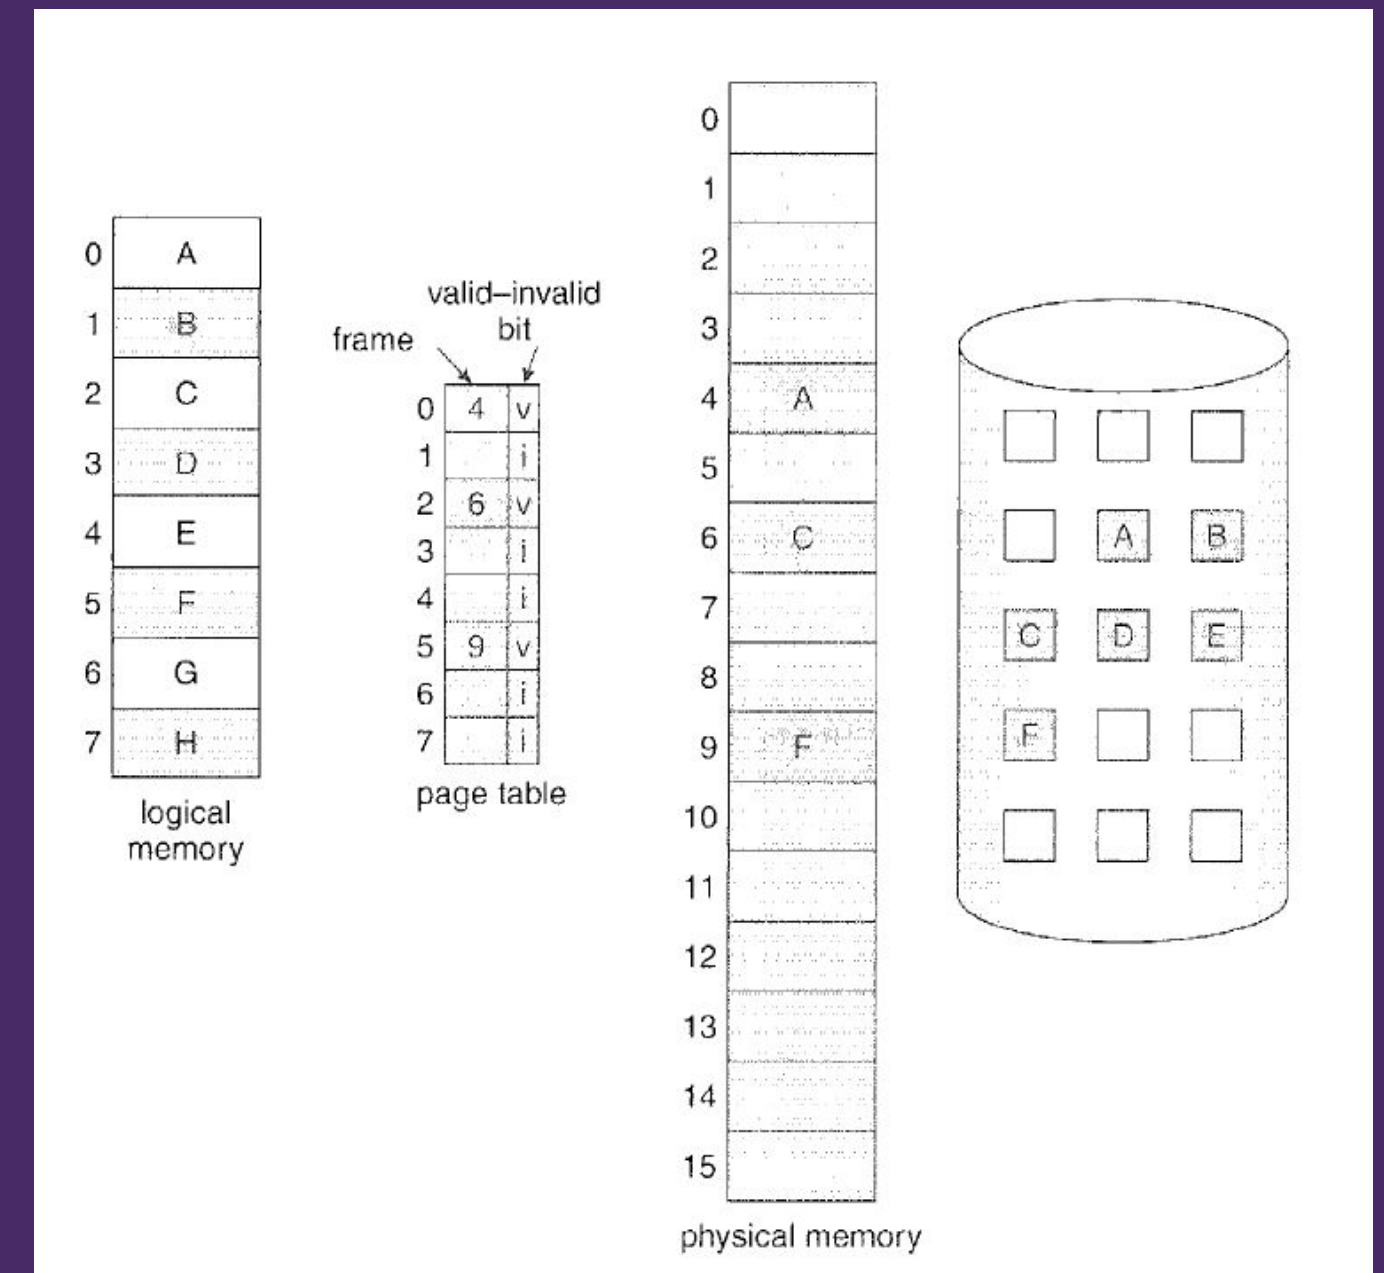 0 A
1 B
2 C
3 D
4 E
5 F
6 G
7 H
logical
memory
valid–invalid
bit
frame
0 4 v
1 i
2 6 v
3 i
4 i
5 9 v
6 i
7 i
page table
0
1
2
3
4 A
5
6 C
7
8
9 F
10
11
12
13
14
15
physical memory
A B
C D E
F